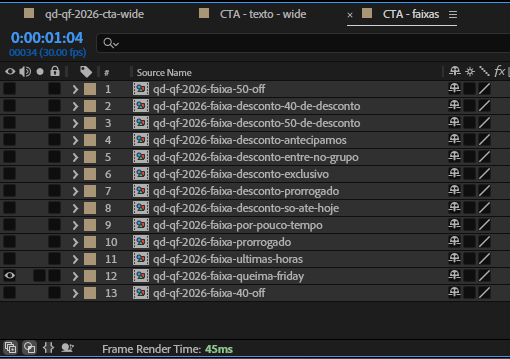 qd-qf-2026-cta-wide CTA - texto - wide × CTA - faixas
0:00:01:04
00034 (30.00 fps)
# Source Name fx
1 qd-qf-2026-faixa-50-off
2 qd-qf-2026-faixa-desconto-40-de-desconto
3 qd-qf-2026-faixa-desconto-50-de-desconto
4 qd-qf-2026-faixa-desconto-antecipamos
5 qd-qf-2026-faixa-desconto-entre-no-grupo
6 qd-qf-2026-faixa-desconto-exclusivo
7 qd-qf-2026-faixa-desconto-prorrogado
8 qd-qf-2026-faixa-desconto-so-ate-hoje
9 qd-qf-2026-faixa-por-pouco-tempo
10 qd-qf-2026-faixa-prorrogado
11 qd-qf-2026-faixa-ultimas-horas
12 qd-qf-2026-faixa-queima-friday
13 qd-qf-2026-faixa-40-off
Frame Render Time: 45ms